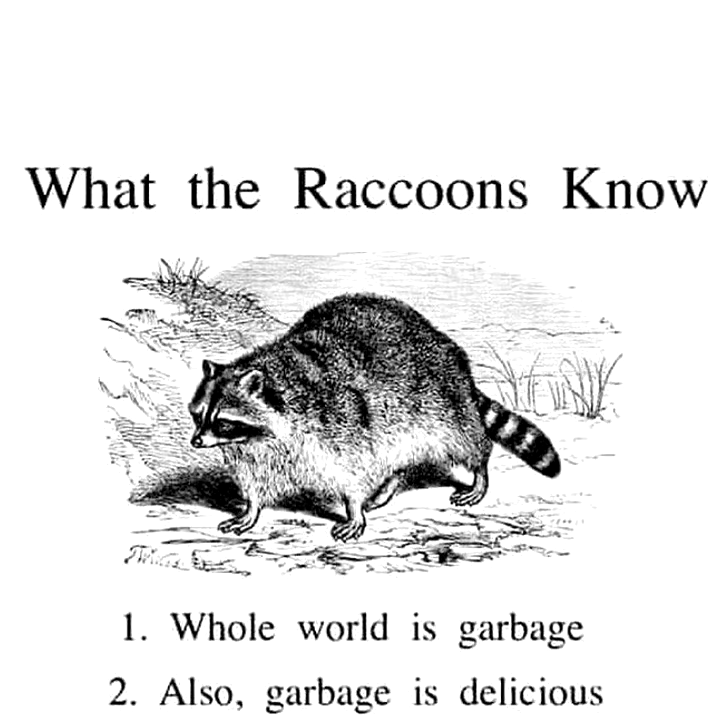 What the Raccoons Know
1. Whole world is garbage
2. Also, garbage is delicious